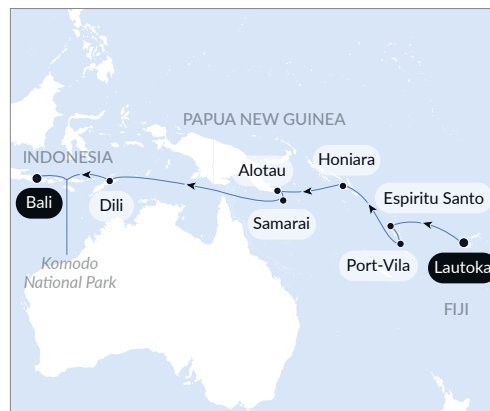 PAPUA NEW GUINEA
INDONESIA
Alotau
Honiara
Bali
Dili
Samarai
Espiritu Santo
Port-Vila
Lautoka
Komodo
National Park
FIJI